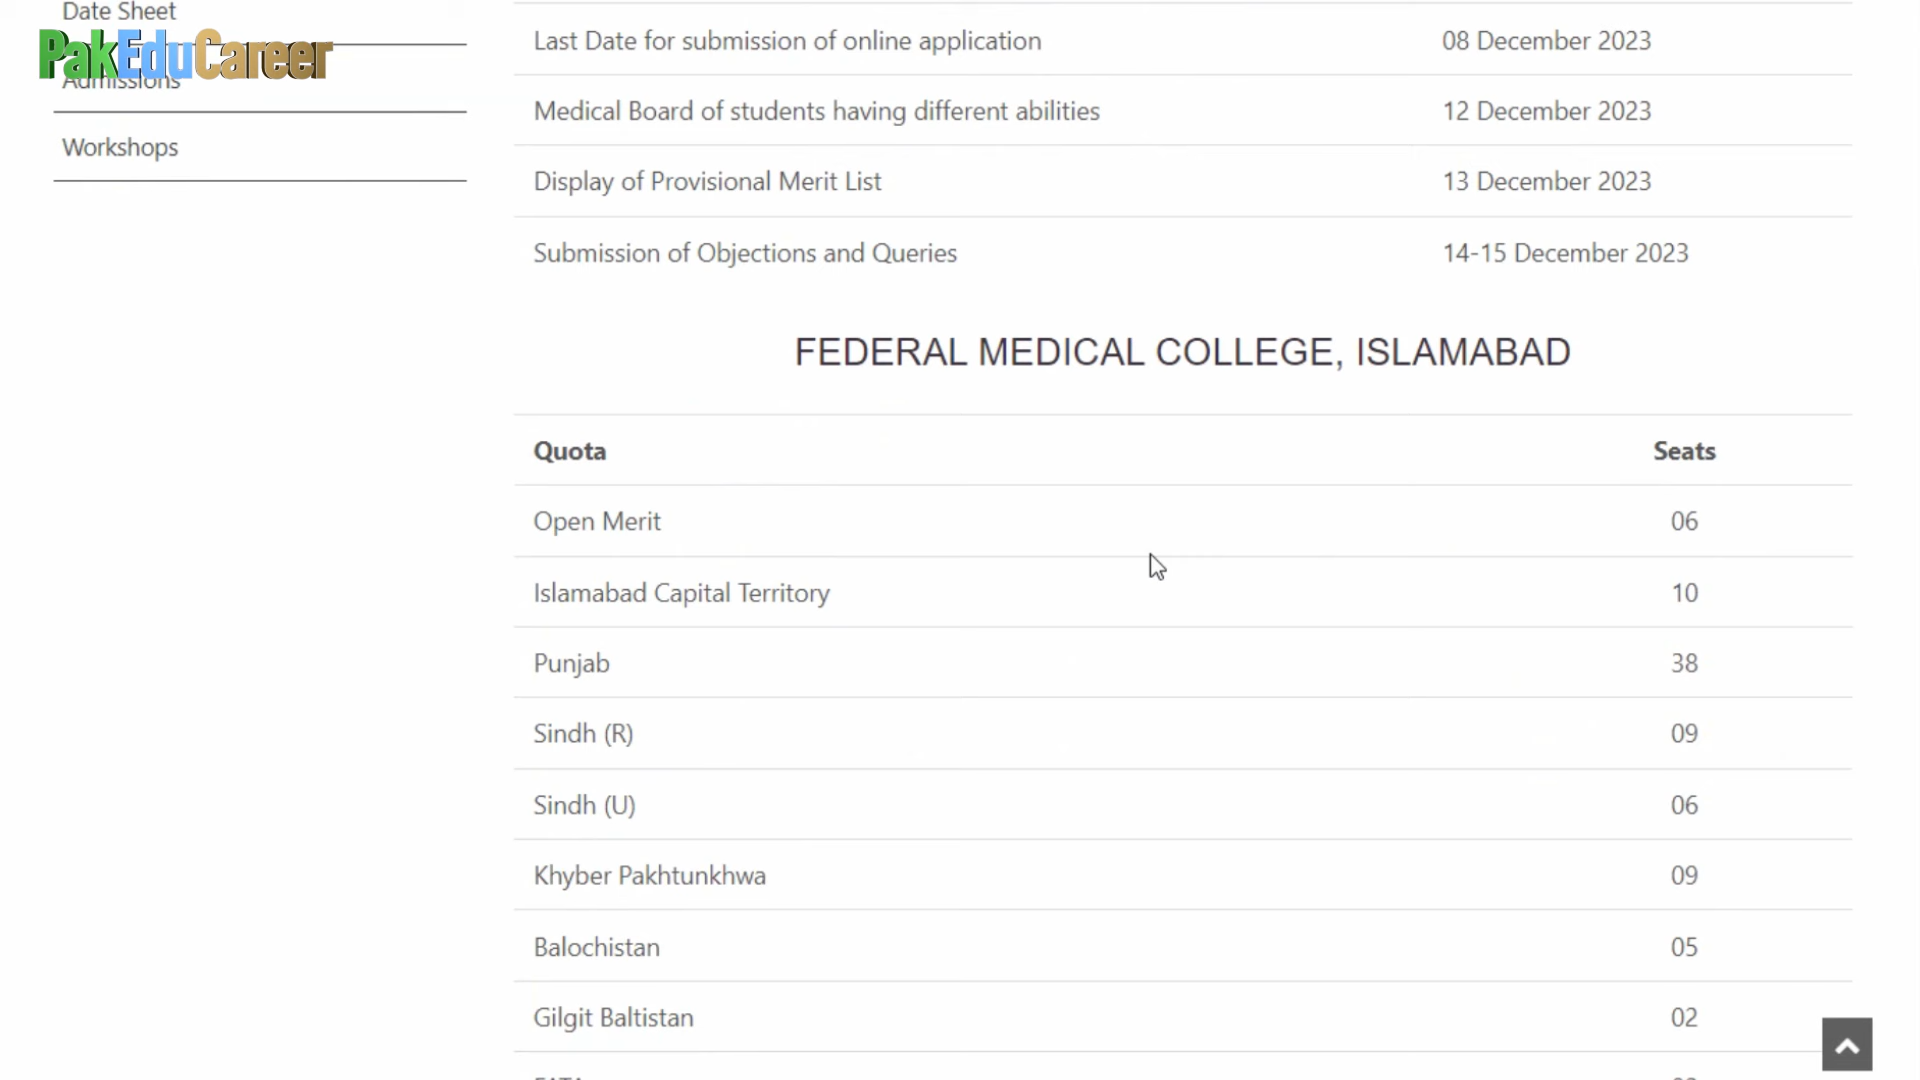 Date Sheet
PakEduCareer
Admissions
Workshops
Last Date for submission of online application 08 December 2023
Medical Board of students having different abilities 12 December 2023
Display of Provisional Merit List 13 December 2023
Submission of Objections and Queries 14-15 December 2023
FEDERAL MEDICAL COLLEGE, ISLAMABAD
Quota Seats
Open Merit 06
Islamabad Capital Territory 10
Punjab 38
Sindh (R) 09
Sindh (U) 06
Khyber Pakhtunkhwa 09
Balochistan 05
Gilgit Baltistan 02